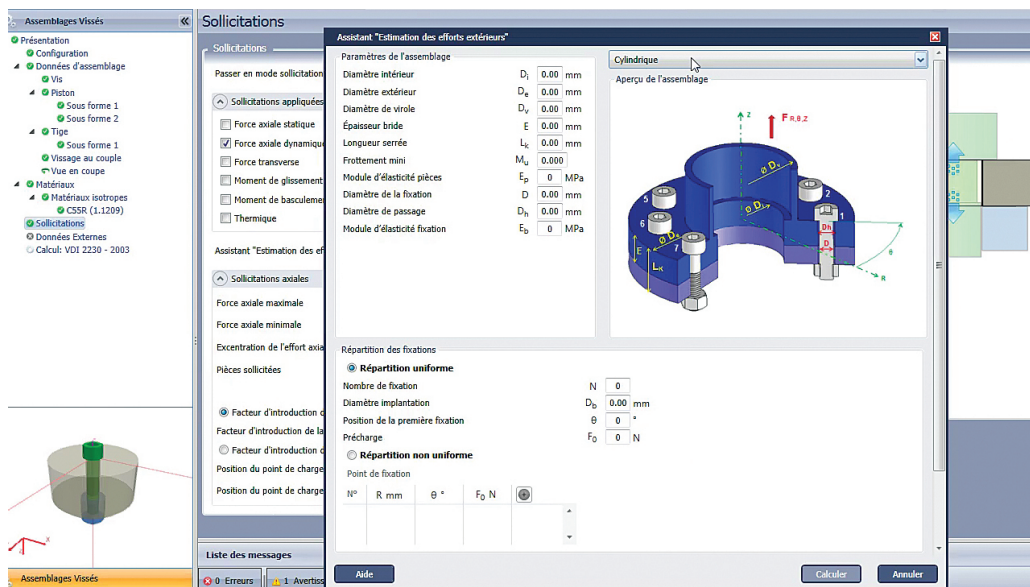 Assemblages Vissés
Présentation
Configuration
Données d'assemblage
Vis
Piston
Sous forme 1
Sous forme 2
Tige
Sous forme 1
Vissage au couple
Vue en coupe
Matériaux
Matériaux isotropes
C55R (1.1209)
Sollicitations
Données Externes
Calcul: VDI 2230 - 2003
Assemblages Vissés
Sollicitations
Sollicitations
Passer en mode sollicitation
Sollicitations appliquées
Force axiale statique
Force axiale dynamique
Force transverse
Moment de glissement
Moment de basculeme
Thermique
Assistant "Estimation des ef
Sollicitations axiales
Force axiale maximale
Force axiale minimale
Excentration de l'effort axia
Pièces sollicitées
Facteur d'introduction d
Facteur d'introduction de la
Facteur d'introduction d
Position du point de charge
Position du point de charge
Liste des messages
0 Erreurs 1 Avertiss
Assistant "Estimation des efforts extérieurs"
Paramètres de l'assemblage
Diamètre intérieur Di 0.00 mm
Diamètre extérieur De 0.00 mm
Diamètre de virole Dv 0.00 mm
Épaisseur bride E 0.00 mm
Longueur serrée Lk 0.00 mm
Frottement mini Mu 0.000
Module d'élasticité pièces Ep 0 MPa
Diamètre de la fixation D 0.00 mm
Diamètre de passage Dh 0.00 mm
Module d'élasticité fixation Eb 0 MPa
Cylindrique
Aperçu de l'assemblage
z
F R,θ,Z
Ø D
Ø D
Ø D
5
6
7
2
1
Dh
D
E
LK
θ
R
Répartition des fixations
Répartition uniforme
Nombre de fixation N 0
Diamètre implantation Db 0.00 mm
Position de la première fixation θ 0 °
Précharge F0 0 N
Répartition non uniforme
Point de fixation
N° R mm θ ° F0 N
Aide Calculer Annuler
Z
X